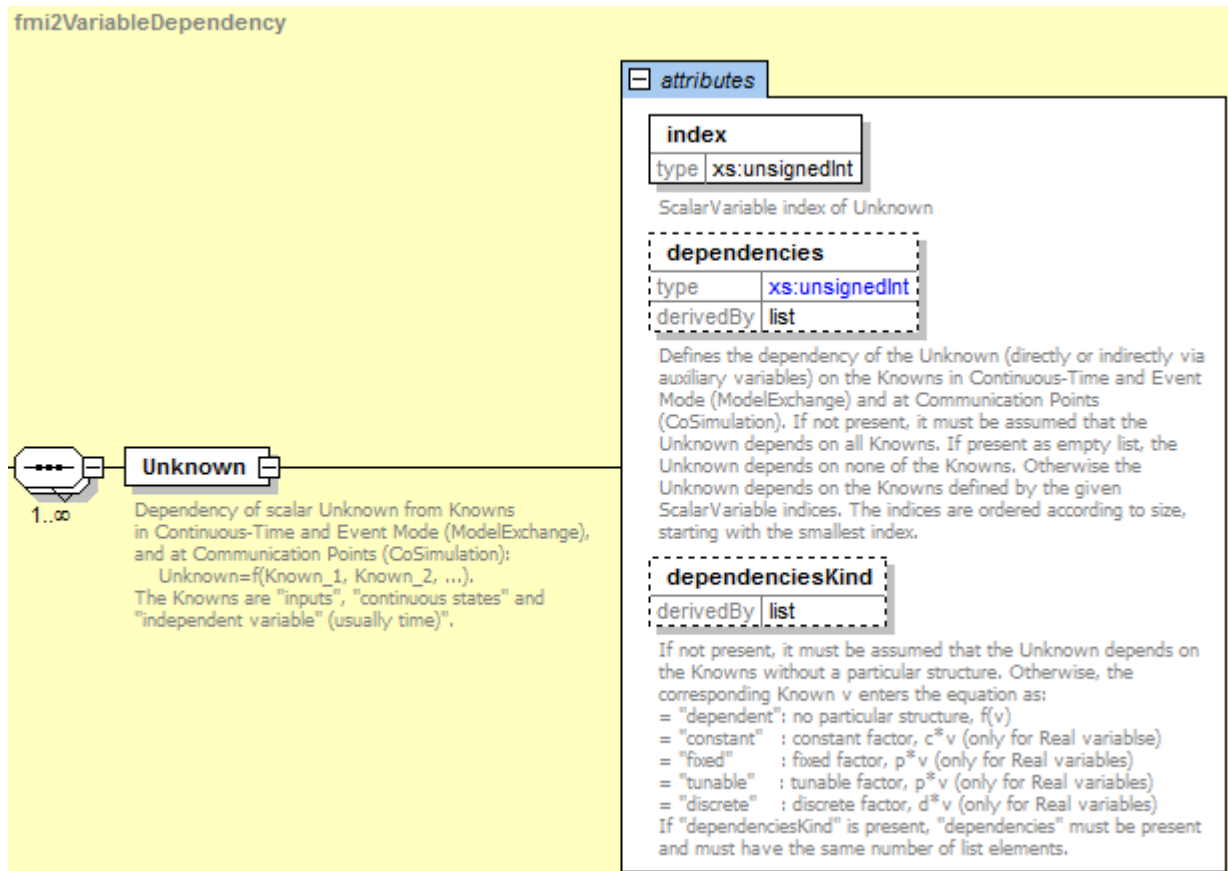 fmi2VariableDependency
attributes
index
type xs:unsignedInt
ScalarVariable index of Unknown
dependencies
type xs:unsignedInt
derivedBy list
Defines the dependency of the Unknown (directly or indirectly via
auxiliary variables) on the Knowns in Continuous-Time and Event
Mode (ModelExchange) and at Communication Points
(CoSimulation). If not present, it must be assumed that the
Unknown depends on all Knowns. If present as empty list, the
Unknown depends on none of the Knowns. Otherwise the
Unknown depends on the Knowns defined by the given
ScalarVariable indices. The indices are ordered according to size,
starting with the smallest index.
Unknown
1..∞
Dependency of scalar Unknown from Knowns
in Continuous-Time and Event Mode (ModelExchange),
and at Communication Points (CoSimulation):
Unknown=f(Known_1, Known_2, ...).
The Knowns are "inputs", "continuous states" and
"independent variable" (usually time)".
dependenciesKind
derivedBy list
If not present, it must be assumed that the Unknown depends on
the Knowns without a particular structure. Otherwise, the
corresponding Known v enters the equation as:
= "dependent": no particular structure, f(v)
= "constant" : constant factor, c*v (only for Real variablse)
= "fixed" : fixed factor, p*v (only for Real variables)
= "tunable" : tunable factor, p*v (only for Real variables)
= "discrete" : discrete factor, d*v (only for Real variables)
If "dependenciesKind" is present, "dependencies" must be present
and must have the same number of list elements.